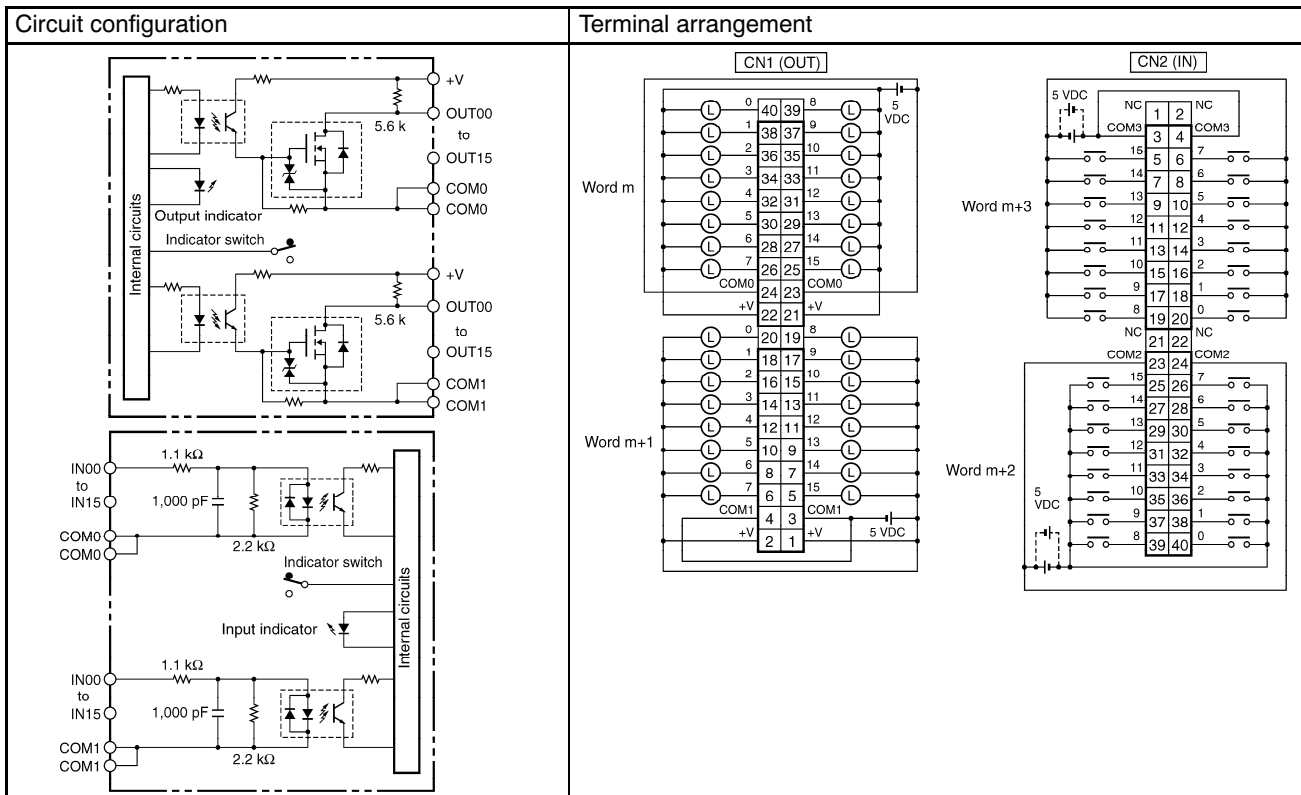 Circuit configuration
Terminal arrangement
Internal circuits
+V
OUT00
5.6 k
to
OUT15
COM0
COM0
Output indicator
Indicator switch
+V
OUT00
5.6 k
to
OUT15
COM1
COM1
IN00
to
IN15
1.1 kΩ
1,000 pF
2.2 kΩ
COM0
COM0
Indicator switch
Input indicator
Internal circuits
IN00
to
IN15
1.1 kΩ
1,000 pF
2.2 kΩ
COM1
COM1
CN1 (OUT)
5
VDC
Word m
L 0 40 39 8 L
L 1 38 37 9 L
L 2 36 35 10 L
L 3 34 33 11 L
L 4 32 31 12 L
L 5 30 29 13 L
L 6 28 27 14 L
L 7 26 25 15 L
COM0 24 23 COM0
+V 22 21 +V
Word m+1
L 0 20 19 8 L
L 1 18 17 9 L
L 2 16 15 10 L
L 3 14 13 11 L
L 4 12 11 12 L
L 5 10 9 13 L
L 6 8 7 14 L
L 7 6 5 15 L
COM1 4 3 COM1
+V 2 1 +V
5 VDC
CN2 (IN)
5 VDC
NC 1 2 NC
COM3 3 4 COM3
Word m+3
15 5 6 7
14 7 8 6
13 9 10 5
12 11 12 4
11 13 14 3
10 15 16 2
9 17 18 1
8 19 20 0
NC 21 22 NC
COM2 23 24 COM2
Word m+2
15 25 26 7
14 27 28 6
13 29 30 5
12 31 32 4
11 33 34 3
10 35 36 2
9 37 38 1
8 39 40 0
5
VDC